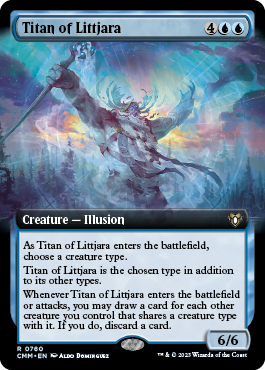 Titan of Littjara 4
Creature — Illusion
As Titan of Littjara enters the battlefield,
choose a creature type.
Titan of Littjara is the chosen type in addition
to its other types.
Whenever Titan of Littjara enters the battlefield
or attacks, you may draw a card for each other
creature you control that shares a creature type
with it. If you do, discard a card.
6/6
R 0760
CMM • EN Aldo Dominguez
™ & © 2023 Wizards of the Coast